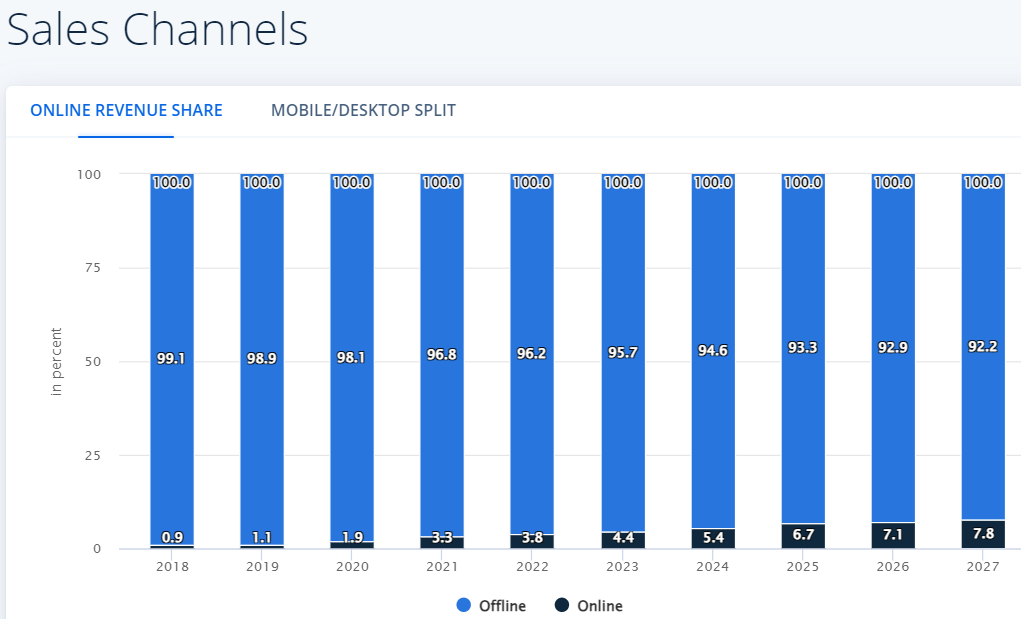 Sales Channels
ONLINE REVENUE SHARE MOBILE/DESKTOP SPLIT
100
75
50
25
0
in percent
100.0 100.0 100.0 100.0 100.0 100.0 100.0 100.0 100.0 100.0
99.1 98.9 98.1 96.8 96.2 95.7 94.6 93.3 92.9 92.2
0.9 1.1 1.9 3.3 3.8 4.4 5.4 6.7 7.1 7.8
2018 2019 2020 2021 2022 2023 2024 2025 2026 2027
Offline Online